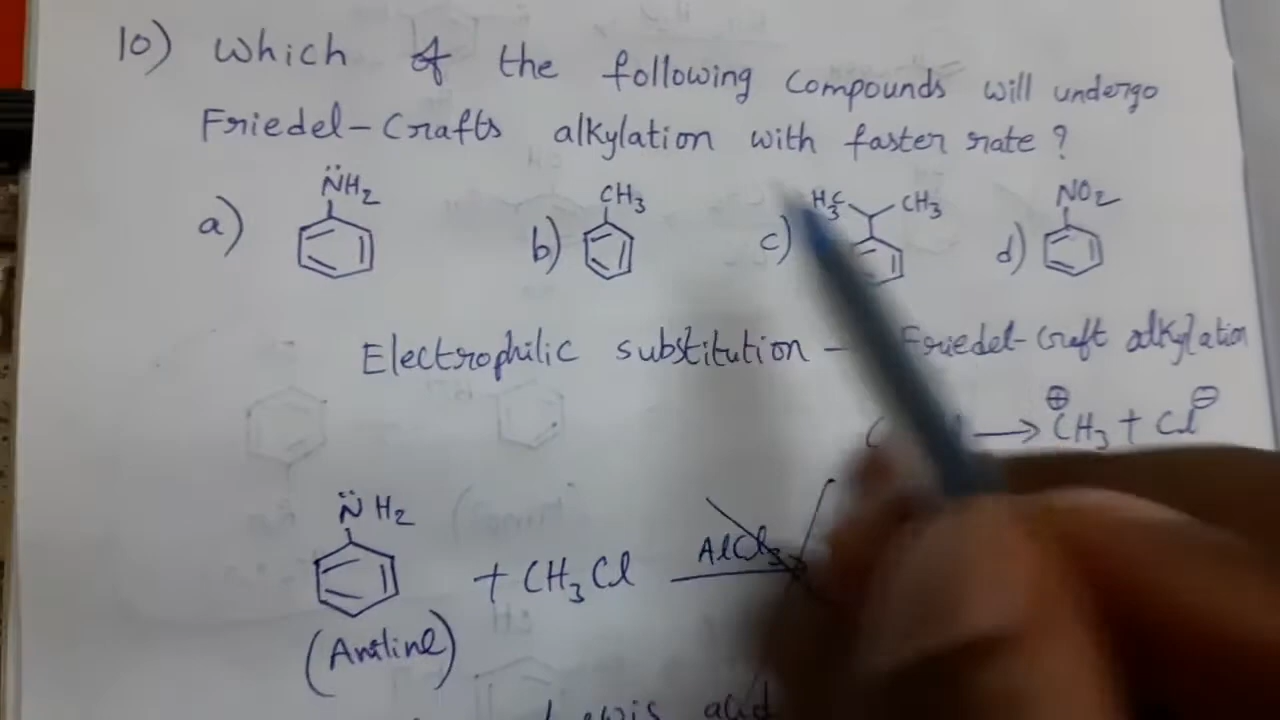 10) Which of the following compounds will undergo
Friedel-Crafts alkylation with faster rate ?
a) N̈H₂ b) CH₃ c) H₃C CH₃ d) NO₂
Electrophilic substitution - Friedel-Craft alkylation
→ CH₃⊕ + Cl⊖
N̈H₂ + CH₃Cl AlCl₃
(Aniline)
Lewis acid